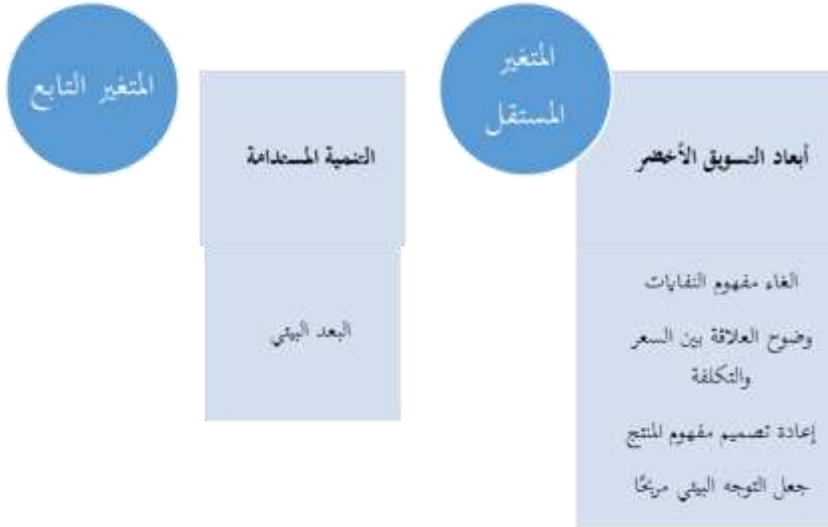 المتغير
المستقل
أبعاد التسويق الأخضر
الغاء مفهوم النفايات
وضوح العلاقة بين السعر
والتكلفة
إعادة تصميم مفهوم المنتج
جعل التوجه البيئي مربحًا
المتغير التابع
التنمية المستدامة
البعد البيئي